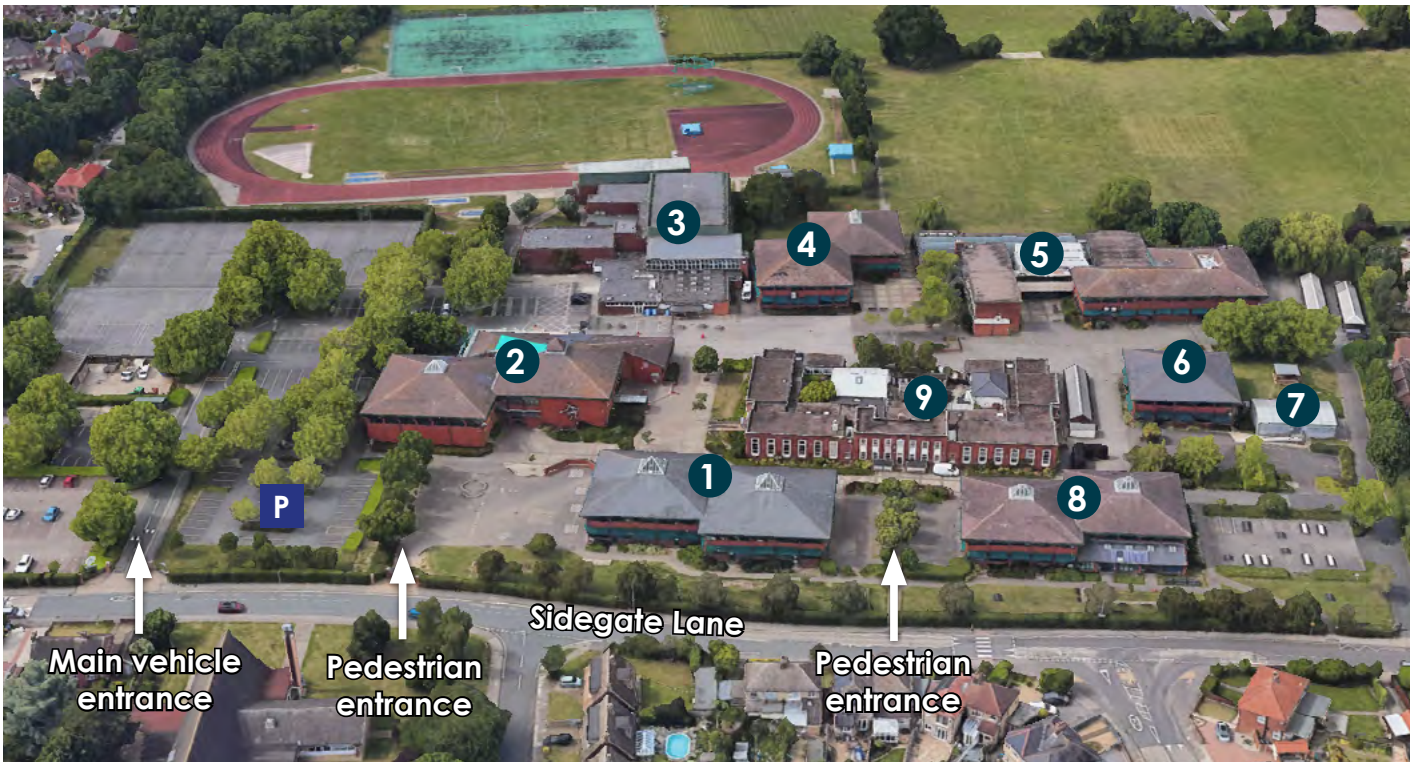 3
4
5
2
6
9
7
1
8
P
Sidegate Lane
Main vehicle
entrance
Pedestrian
entrance
Pedestrian
entrance